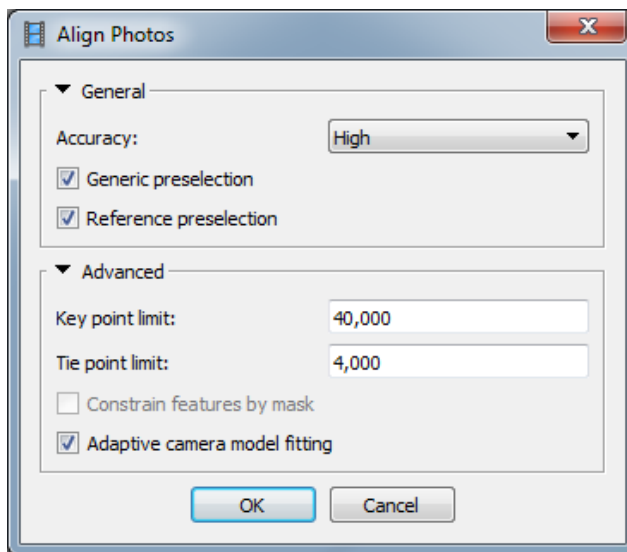 Align Photos
General
Accuracy: High
Generic preselection
Reference preselection
Advanced
Key point limit: 40,000
Tie point limit: 4,000
Constrain features by mask
Adaptive camera model fitting
OK Cancel